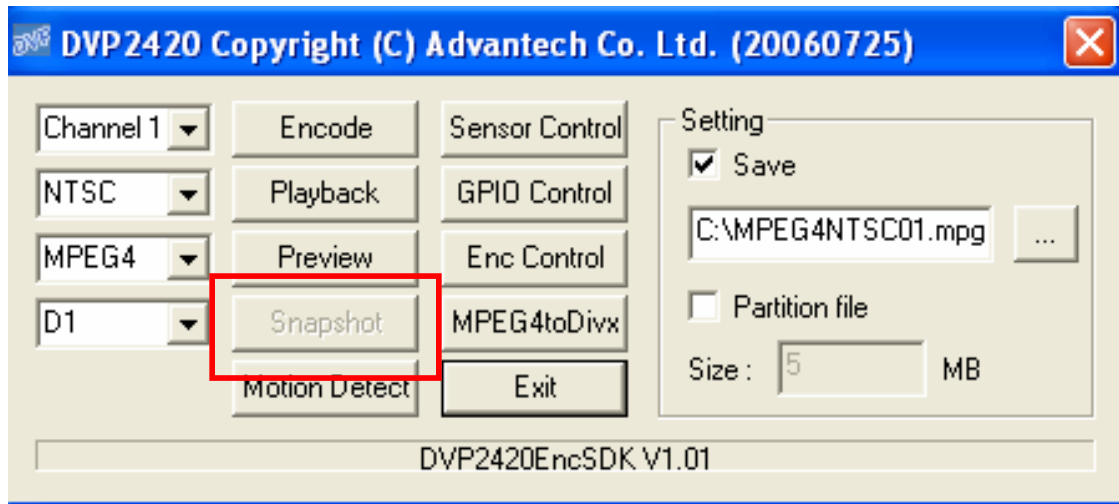 DVP2420 Copyright (C) Advantech Co. Ltd. (20060725)
Channel 1
Encode
Sensor Control
NTSC
Playback
GPIO Control
MPEG4
Preview
Enc Control
D1
Snapshot
MPEG4toDivx
Motion Detect
Exit
Setting
Save
C:\MPEG4NTSC01.mpg
...
Partition file
Size : 5 MB
DVP2420EncSDK V1.01